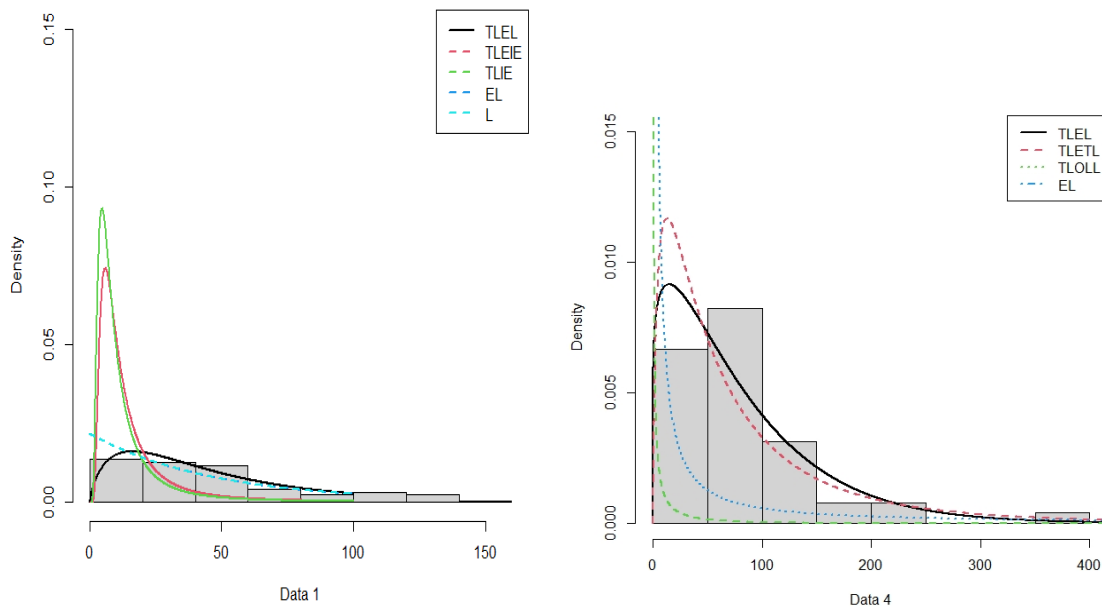 0.15
0.10
0.05
0.00
Density
TLEL
TLEIE
TLIE
EL
L
0 50 100 150
Data 1
0.015
0.010
0.005
0.000
Density
TLEL
TLETL
TLOLL
EL
0 100 200 300 400
Data 4